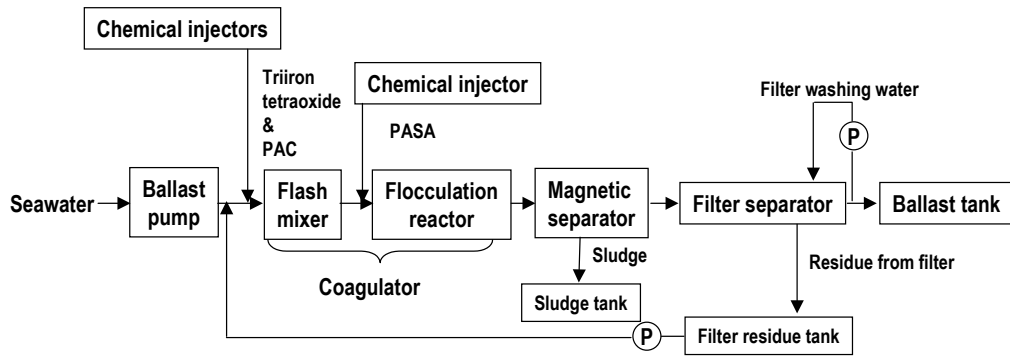 Chemical injectors
Triiron
tetraoxide
&
PAC
Chemical injector
PASA
Filter washing water
P
Seawater
Ballast
pump
Flash
mixer
Flocculation
reactor
Magnetic
separator
Filter separator
Ballast tank
Coagulator
Sludge
Sludge tank
Residue from filter
P
Filter residue tank